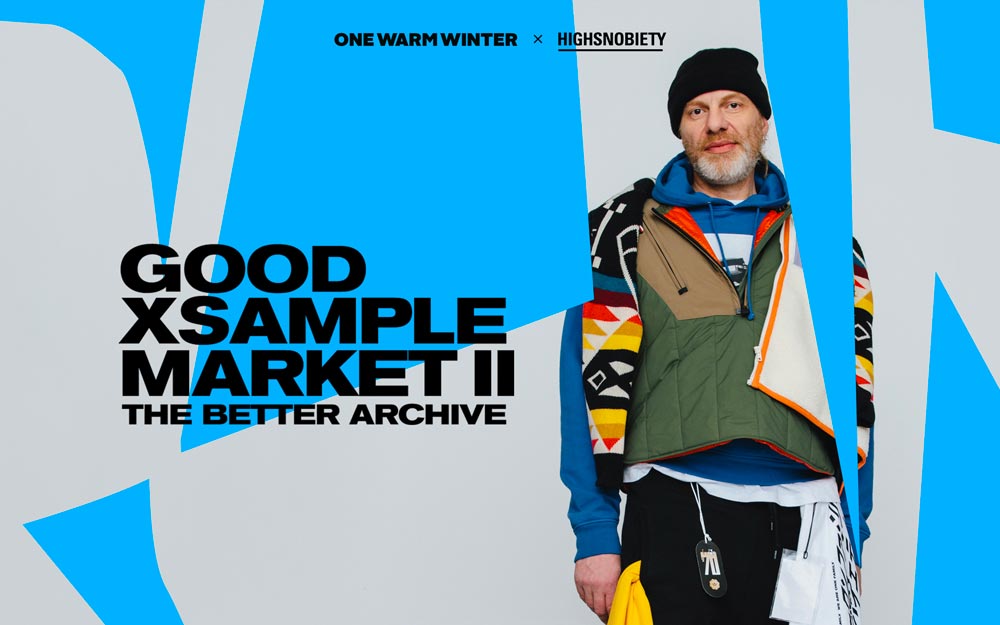 ONE WARM WINTER × HIGHSNOBIETY
GOOD
XSAMPLE
MARKET II
THE BETTER ARCHIVE